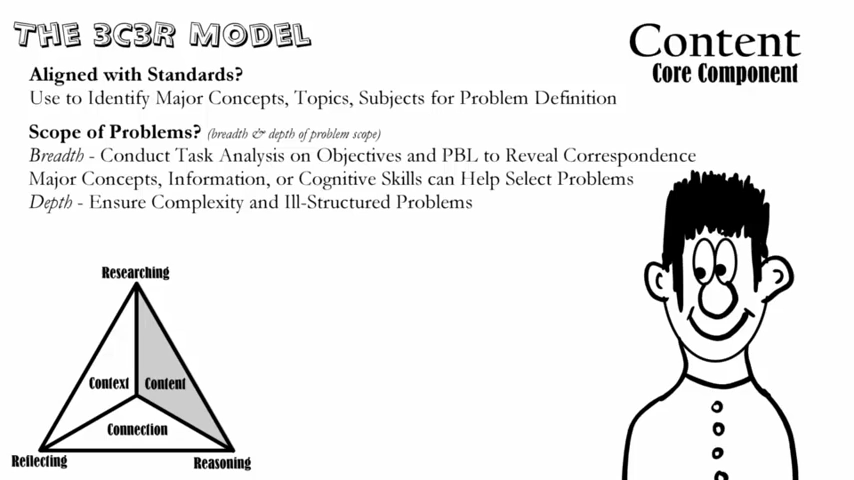 THE 3C3R MODEL
Content
Core Component
Aligned with Standards?
Use to Identify Major Concepts, Topics, Subjects for Problem Definition
Scope of Problems? (breadth & depth of problem scope)
Breadth - Conduct Task Analysis on Objectives and PBL to Reveal Correspondence
Major Concepts, Information, or Cognitive Skills can Help Select Problems
Depth - Ensure Complexity and Ill-Structured Problems
Researching
Context
Content
Connection
Reflecting
Reasoning